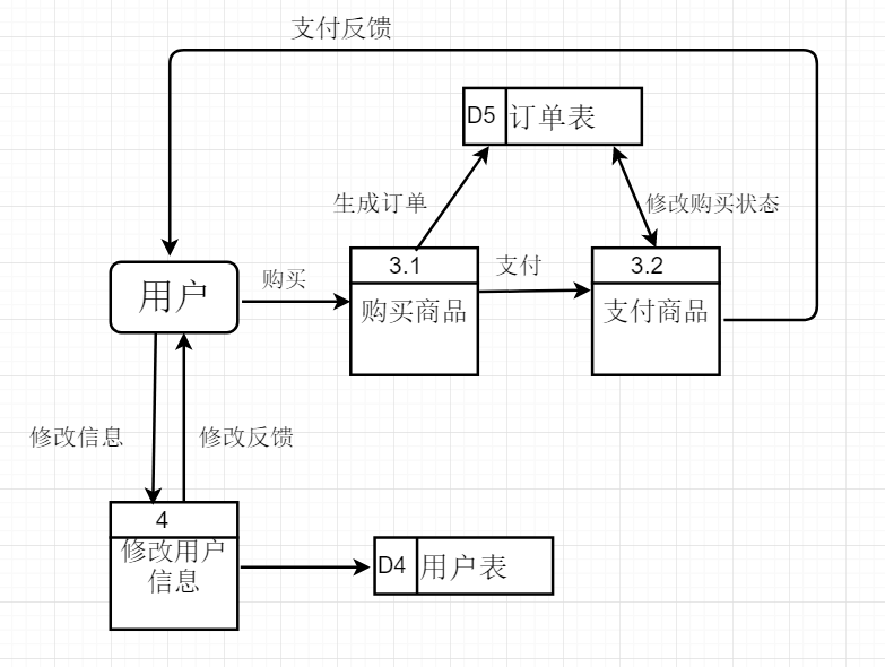 支付反馈
D5 订单表
生成订单
修改购买状态
用户
购买
3.1
购买商品
支付
3.2
支付商品
修改信息
修改反馈
4
修改用户
信息
D4 用户表